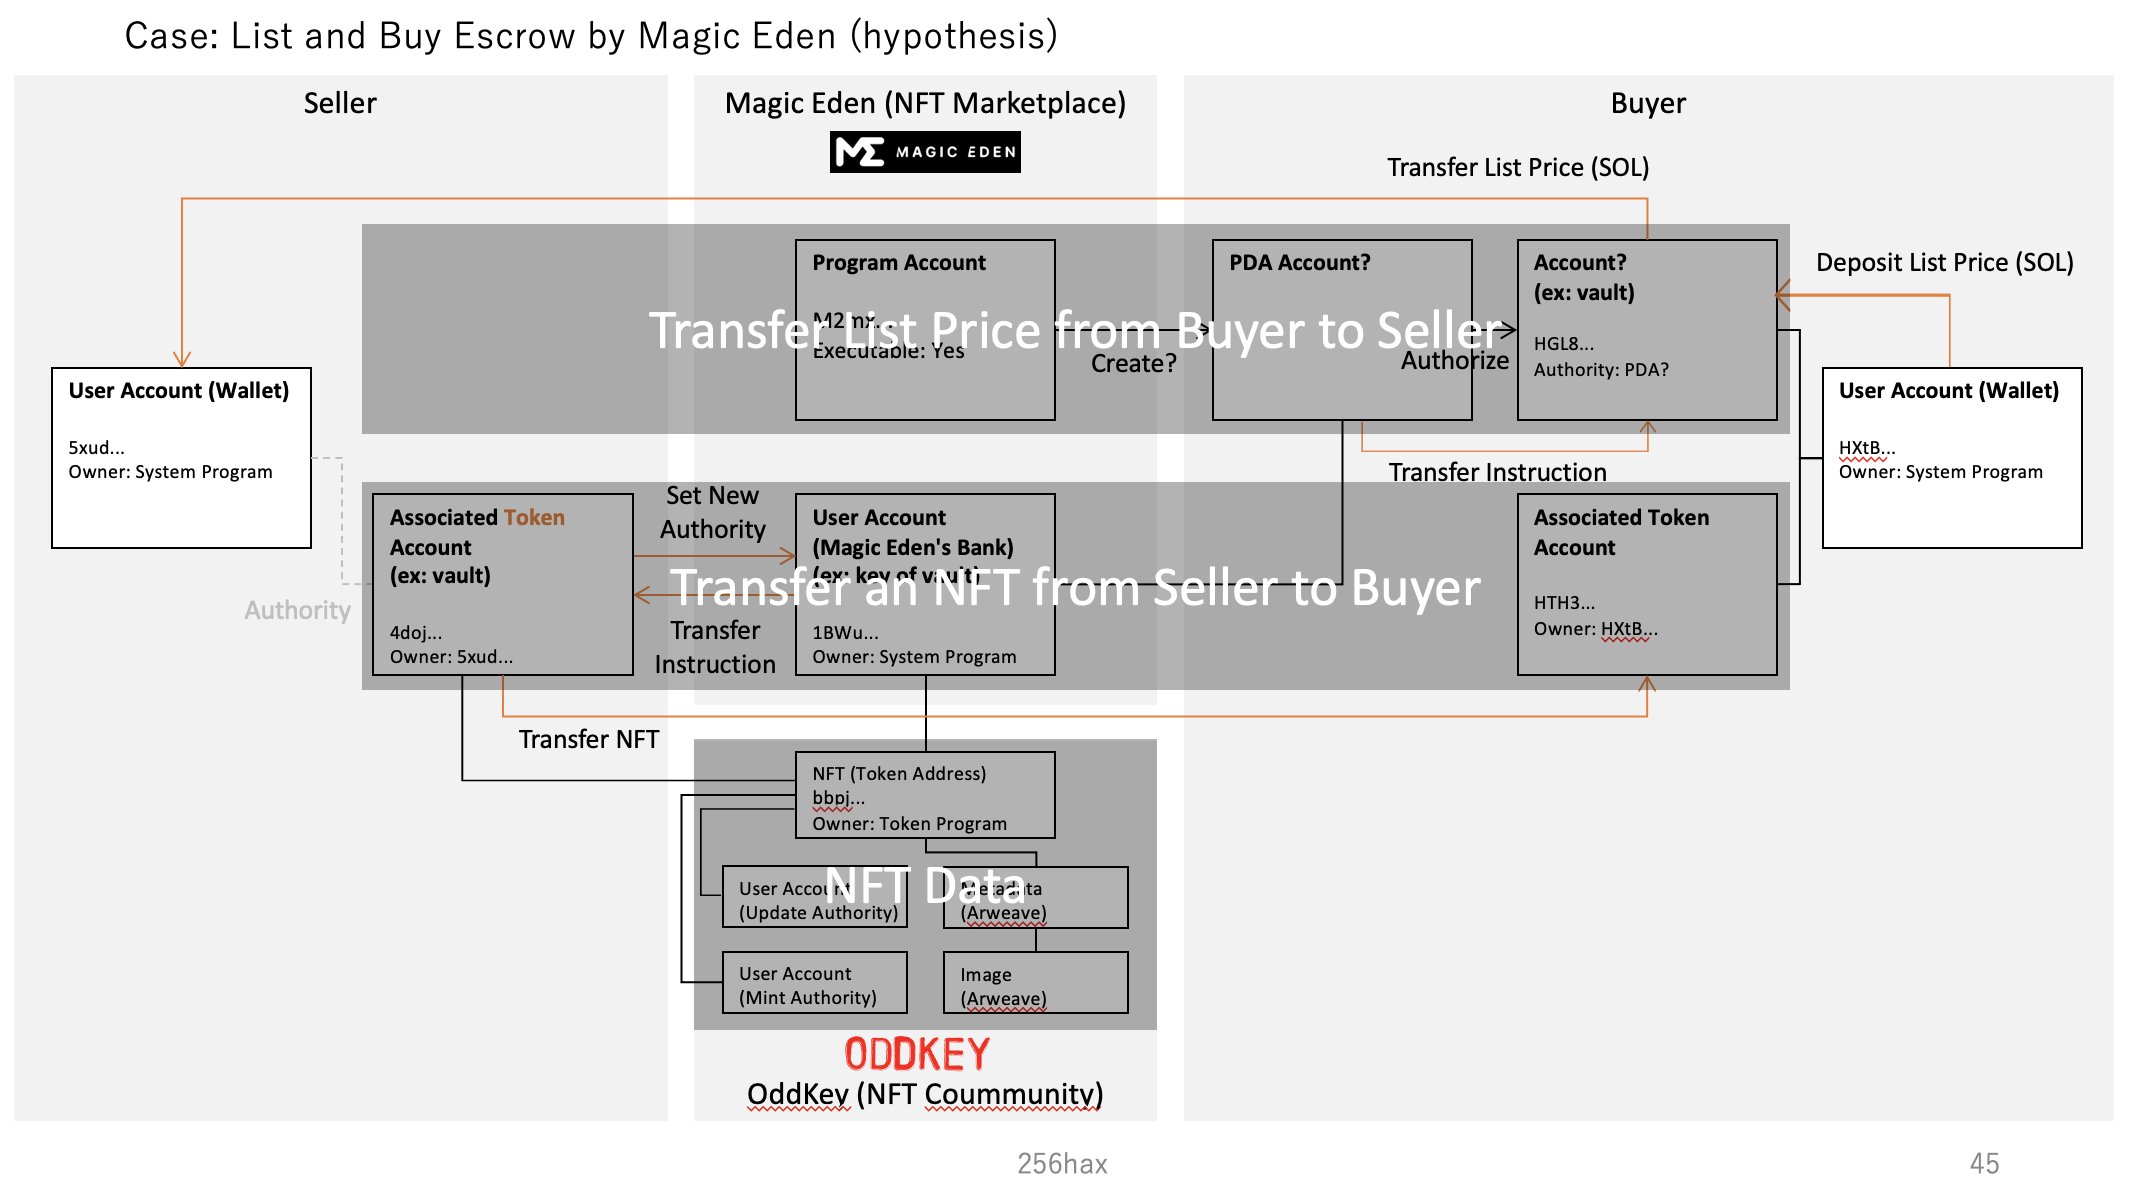 Case: List and Buy Escrow by Magic Eden (hypothesis)
Seller
Magic Eden (NFT Marketplace)
MAGIC EDEN
Buyer
Transfer List Price (SOL)
Program Account
M2mx...
Executable: Yes
PDA Account?
Account?
(ex: vault)
HGL8...
Authority: PDA?
Deposit List Price (SOL)
Transfer List Price from Buyer to Seller
Create?
Authorize
User Account (Wallet)
5xud...
Owner: System Program
User Account (Wallet)
HXtB...
Owner: System Program
Transfer Instruction
Authority
Associated Token
Account
(ex: vault)
4doj...
Owner: 5xud...
Set New
Authority
Transfer
Instruction
User Account
(Magic Eden's Bank)
(ex: key of vault)
1BWu...
Owner: System Program
Transfer an NFT from Seller to Buyer
Associated Token
Account
HTH3...
Owner: HXtB...
Transfer NFT
NFT (Token Address)
bbpj...
Owner: Token Program
NFT Data
User Account
(Update Authority)
Metadata
(Arweave)
User Account
(Mint Authority)
Image
(Arweave)
ODDKEY
OddKey (NFT Coummunity)
256hax
45